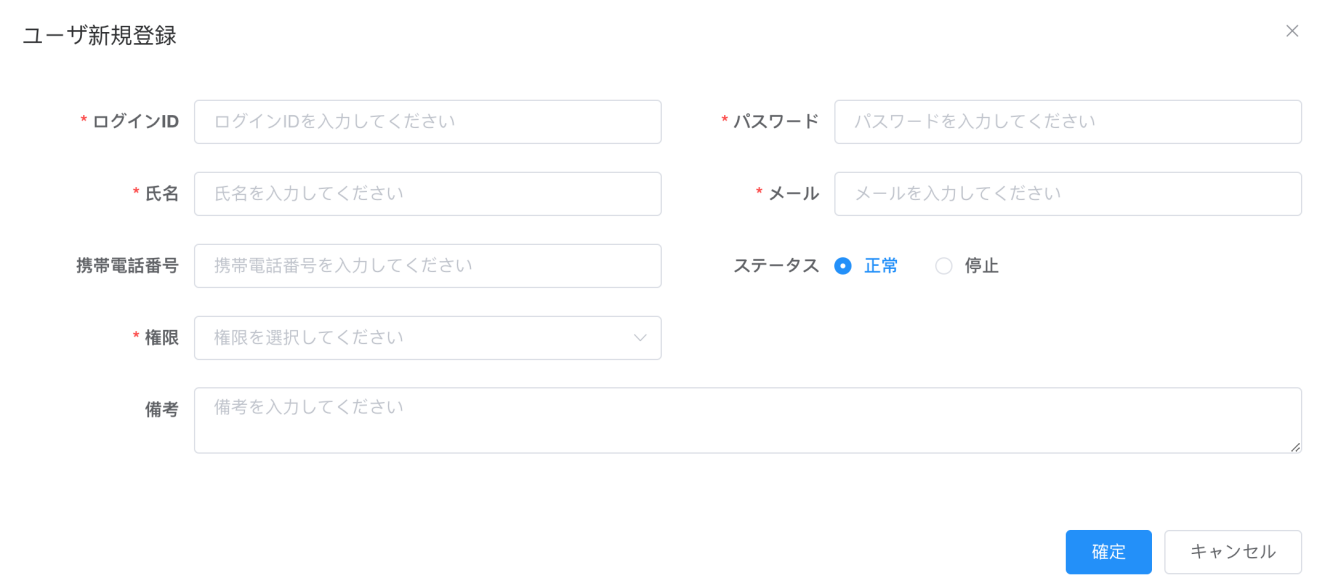 ユーザ新規登録
* ログインID ログインIDを入力してください * パスワード パスワードを入力してください
* 氏名 氏名を入力してください * メール メールを入力してください
携帯電話番号 携帯電話番号を入力してください ステータス 正常 停止
* 権限 権限を選択してください
備考 備考を入力してください
確定 キャンセル